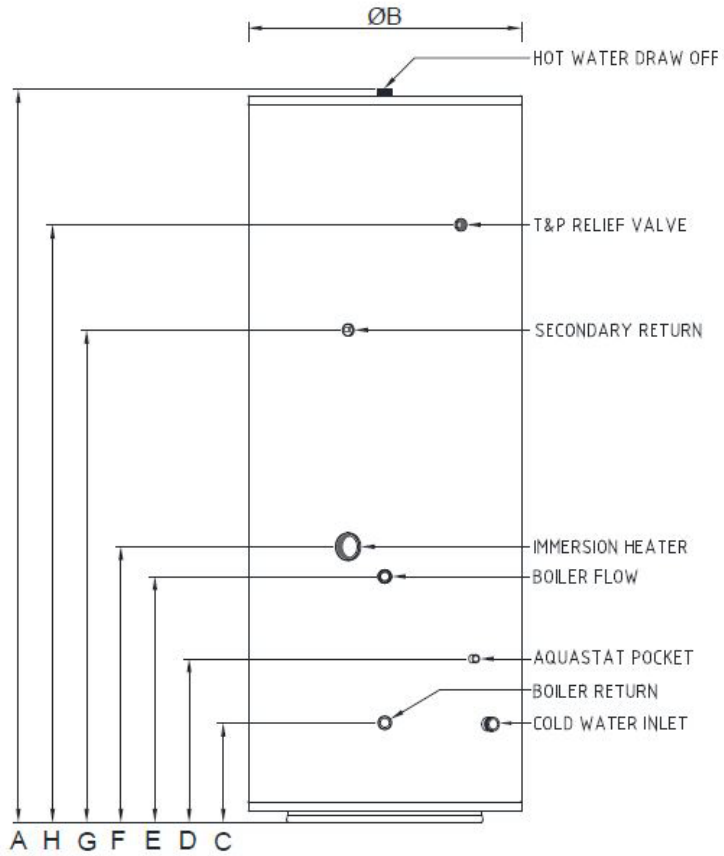 ØB
HOT WATER DRAW OFF
T&P RELIEF VALVE
SECONDARY RETURN
IMMERSION HEATER
BOILER FLOW
AQUASTAT POCKET
BOILER RETURN
COLD WATER INLET
A H G F E D C